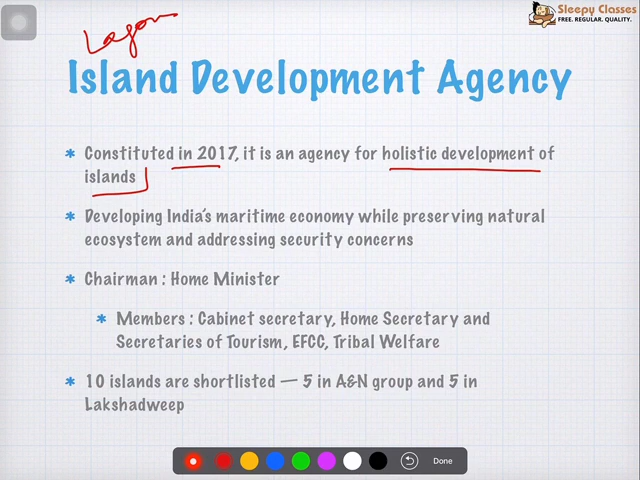 Sleepy Classes
FREE. REGULAR. QUALITY.
Island Development Agency
* Constituted in 2017, it is an agency for holistic development of
islands
* Developing India's maritime economy while preserving natural
ecosystem and addressing security concerns
* Chairman : Home Minister
* Members : Cabinet secretary, Home Secretary and
Secretaries of Tourism, EFCC, Tribal Welfare
* 10 islands are shortlisted — 5 in A&N group and 5 in
Lakshadweep
Done